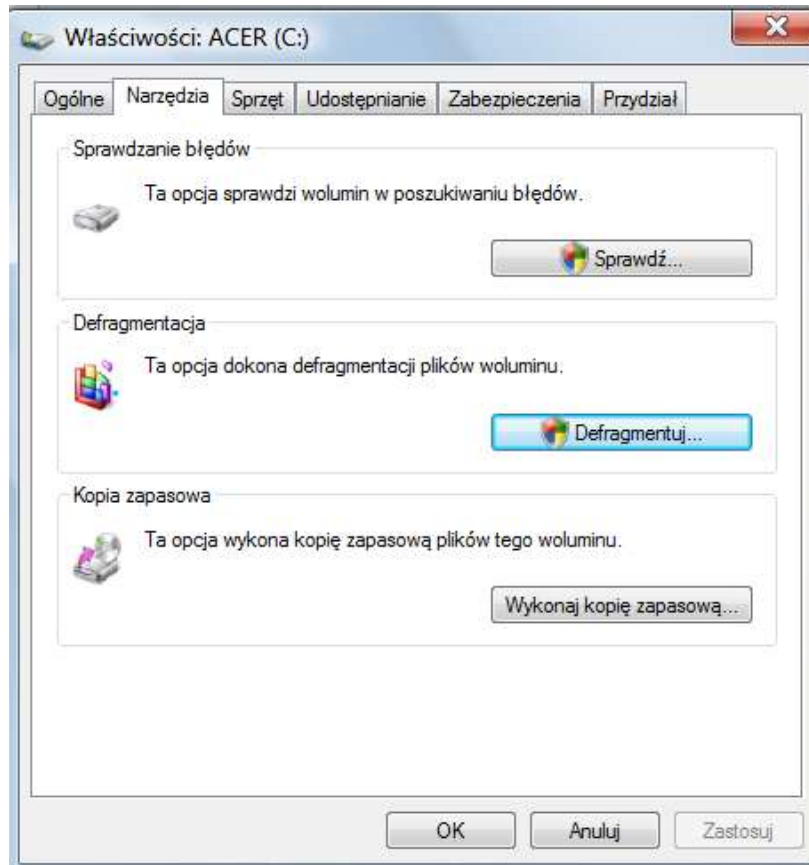 Właściwości: ACER (C:)
Ogólne Narzędzia Sprzęt Udostępnianie Zabezpieczenia Przydział
Sprawdzanie błędów
Ta opcja sprawdzi wolumin w poszukiwaniu błędów.
Sprawdź...
Defragmentacja
Ta opcja dokona defragmentacji plików woluminu.
Defragmentuj...
Kopia zapasowa
Ta opcja wykona kopię zapasową plików tego woluminu.
Wykonaj kopię zapasową...
OK Anuluj Zastosuj